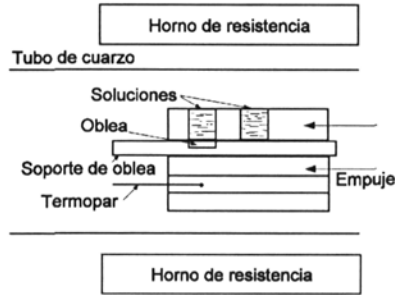 Horno de resistencia
Tubo de cuarzo
Soluciones
Oblea
Soporte de oblea
Empuje
Termopar
Horno de resistencia